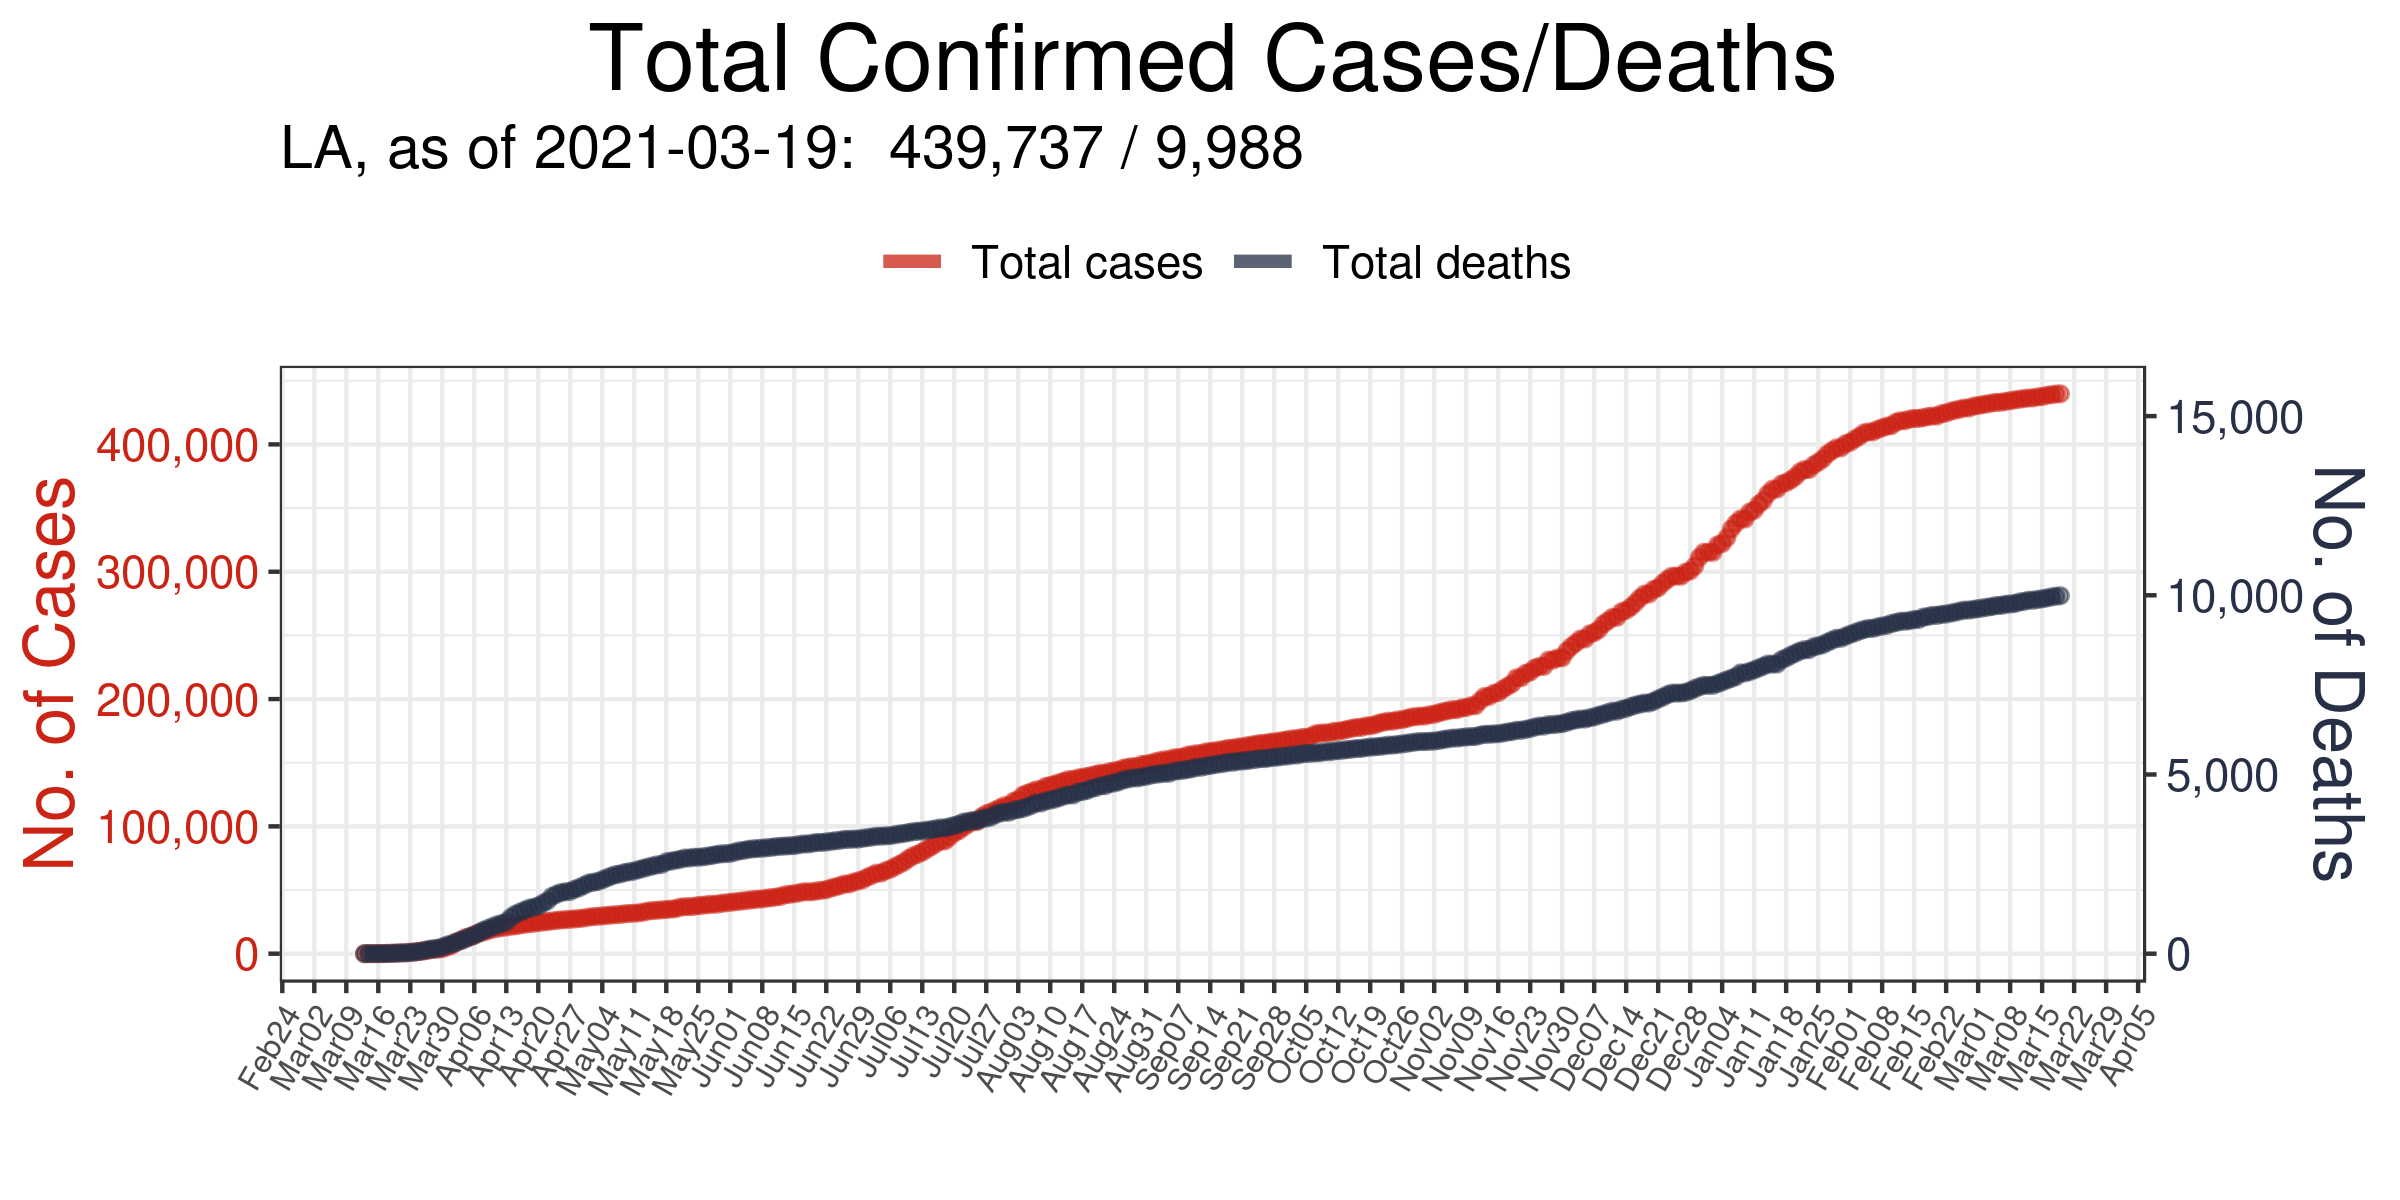 Total Confirmed Cases/Deaths
LA, as of 2021-03-19:  439,737 / 9,988
Total cases
Total deaths
No. of Cases
400,000
300,000
200,000
100,000
0
15,000
10,000
5,000
0
No. of Deaths
Feb24
Mar02
Mar09
Mar16
Mar23
Mar30
Apr06
Apr13
Apr20
Apr27
May04
May11
May18
May25
Jun01
Jun08
Jun15
Jun22
Jun29
Jul06
Jul13
Jul20
Jul27
Aug03
Aug10
Aug17
Aug24
Aug31
Sep07
Sep14
Sep21
Sep28
Oct05
Oct12
Oct19
Oct26
Nov02
Nov09
Nov16
Nov23
Nov30
Dec07
Dec14
Dec21
Dec28
Jan04
Jan11
Jan18
Jan25
Feb01
Feb08
Feb15
Feb22
Mar01
Mar08
Mar15
Mar22
Mar29
Apr05